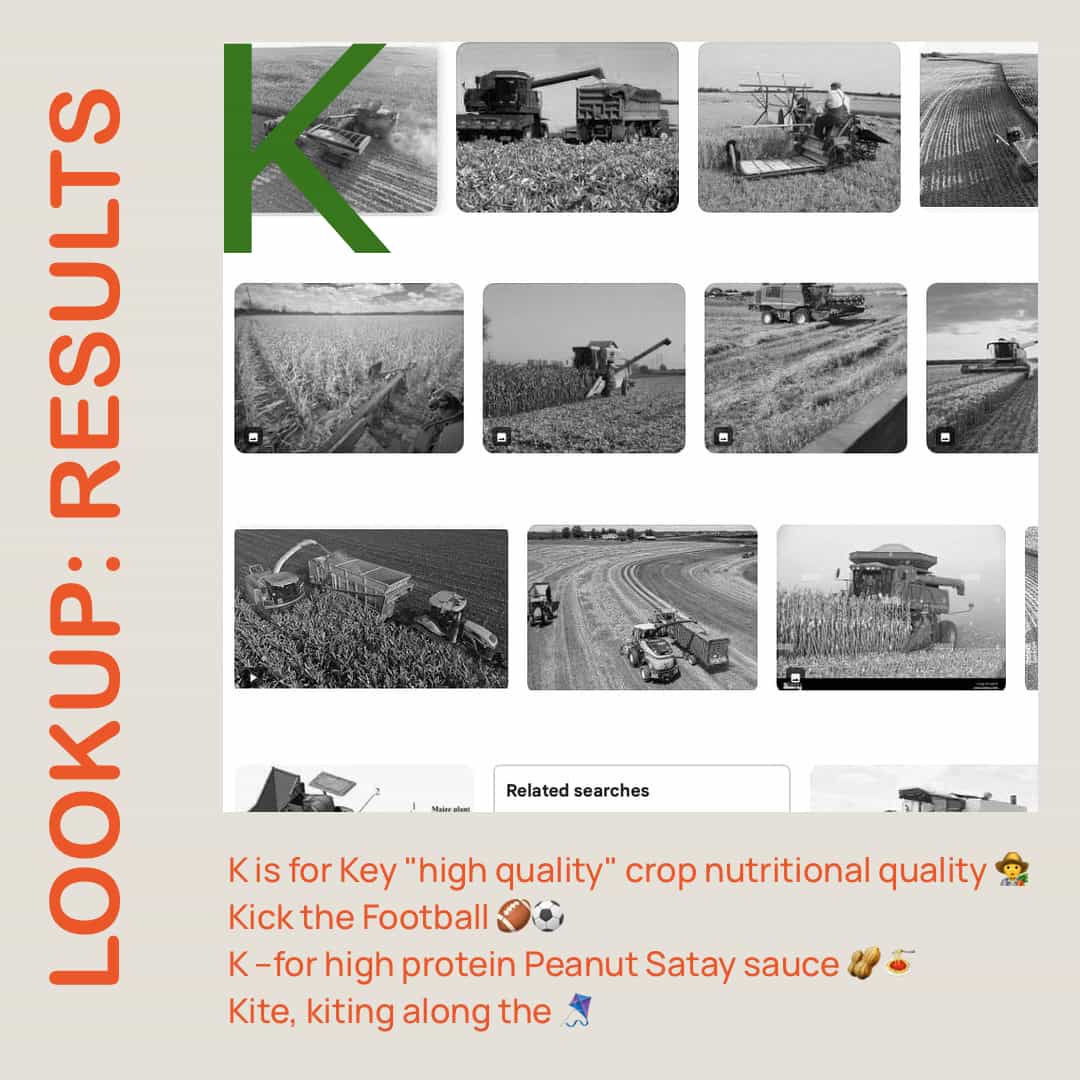 LOOKUP: RESULTS
K
2
Maize plant
Related searches
K is for Key "high quality" crop nutritional quality 🧑‍🌾
Kick the Football 🏈⚽
K –for high protein Peanut Satay sauce 🥜🍝
Kite, kiting along the 🪁